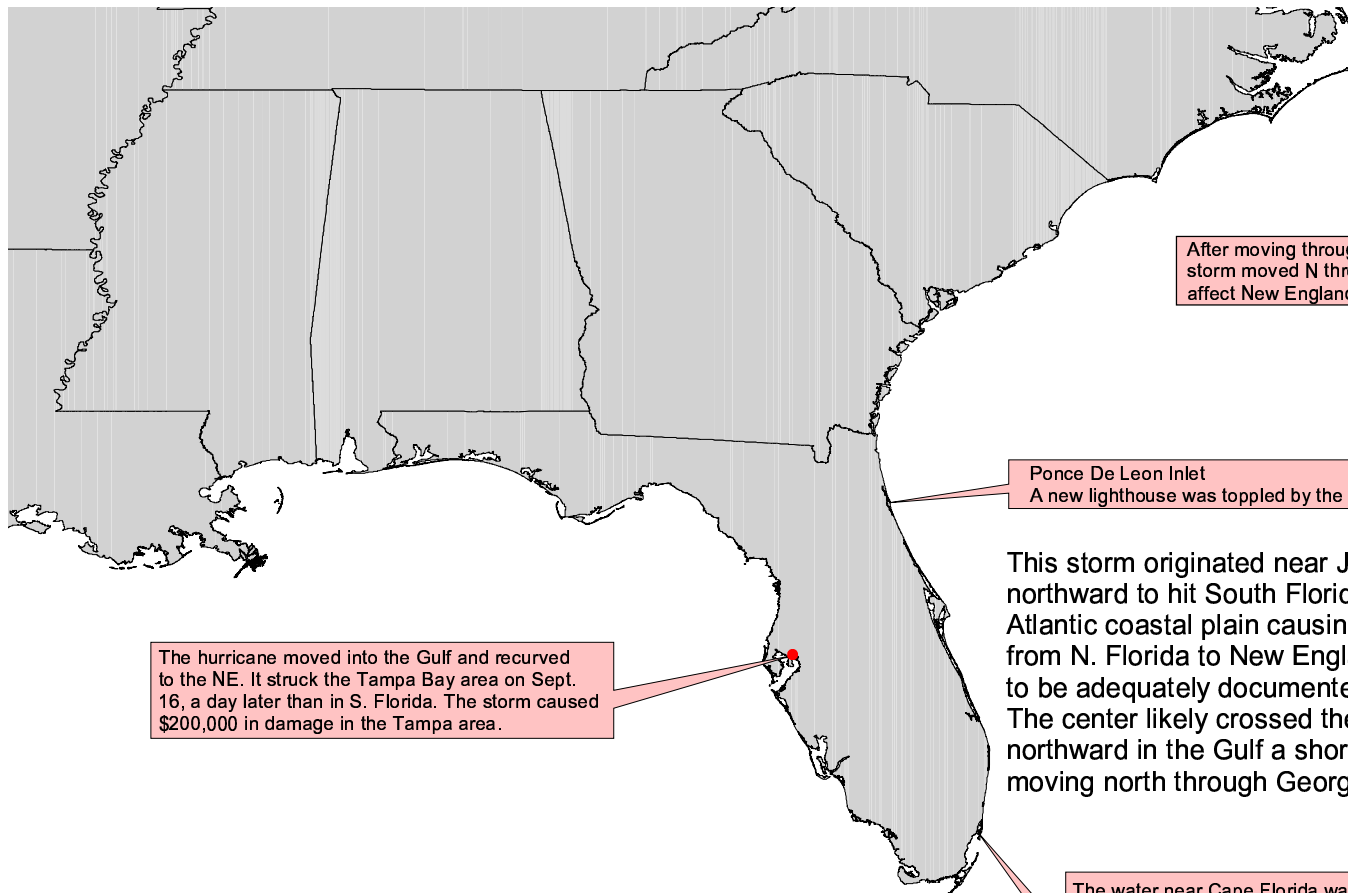 After moving throug
storm moved N thr
affect New England
Ponce De Leon Inlet
A new lighthouse was toppled by the
This storm originated near J
northward to hit South Florid
Atlantic coastal plain causin
from N. Florida to New Engl
to be adequately documente
The center likely crossed the
northward in the Gulf a shor
moving north through Georg
The hurricane moved into the Gulf and recurved
to the NE. It struck the Tampa Bay area on Sept.
16, a day later than in S. Florida. The storm caused
$200,000 in damage in the Tampa area.
The water near Cape Florida wa